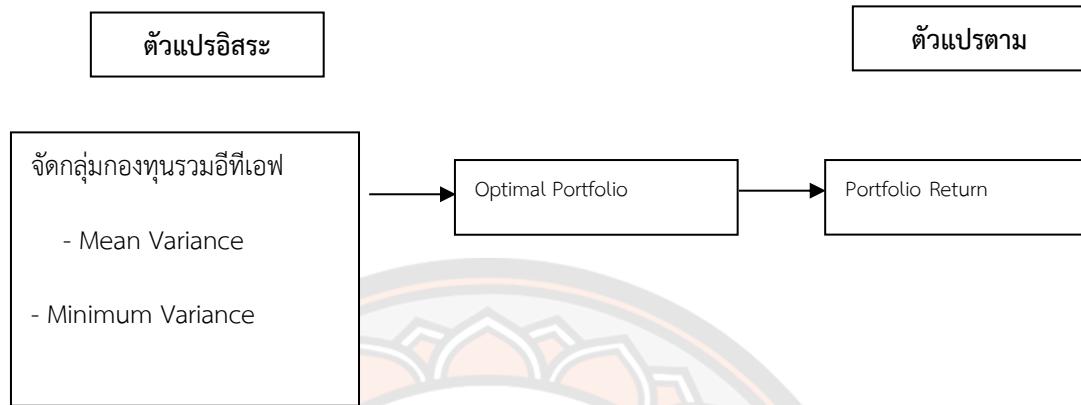 ตัวแปรอิสระ
ตัวแปรตาม
จัดกลุ่มกองทุนรวมอีทีเอฟ
- Mean Variance
- Minimum Variance
Optimal Portfolio
Portfolio Return